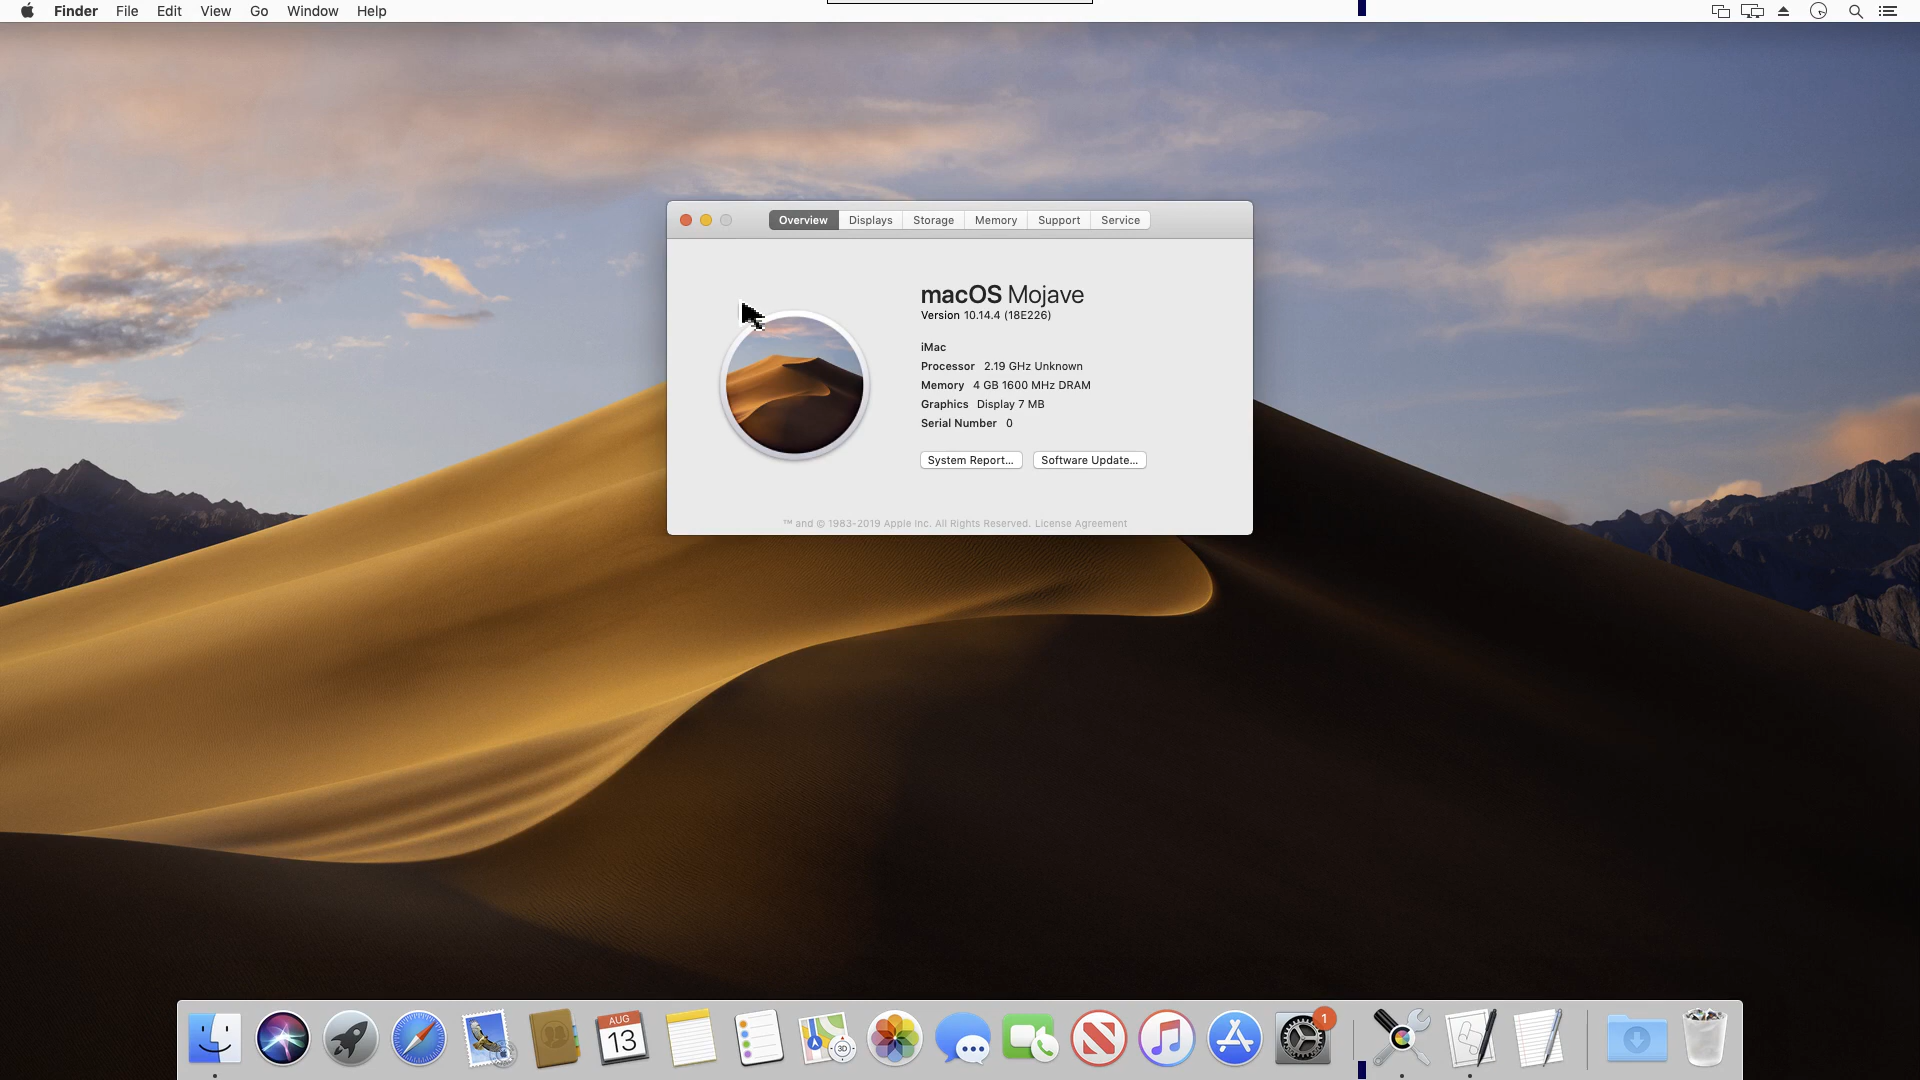 Finder File Edit View Go Window Help
Overview Displays Storage Memory Support Service
macOS Mojave
Version 10.14.4 (18E226)
iMac
Processor 2.19 GHz Unknown
Memory 4 GB 1600 MHz DRAM
Graphics Display 7 MB
Serial Number 0
System Report... Software Update...
™ and © 1983-2019 Apple Inc. All Rights Reserved. License Agreement
AUG
13
3D
1